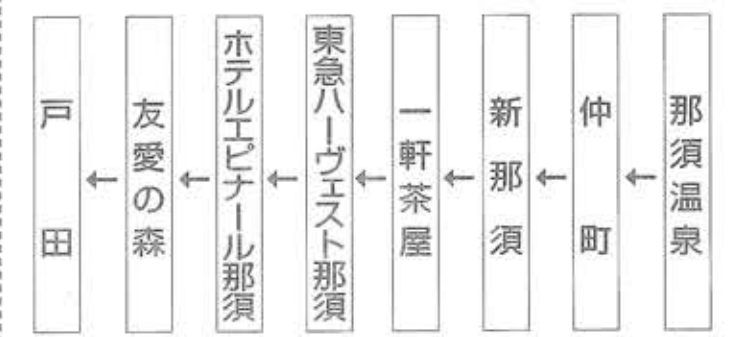 那須温泉
仲町
新那須
一軒茶屋
東急ハーヴェスト那須
ホテルエピナール那須
友愛の森
戸田